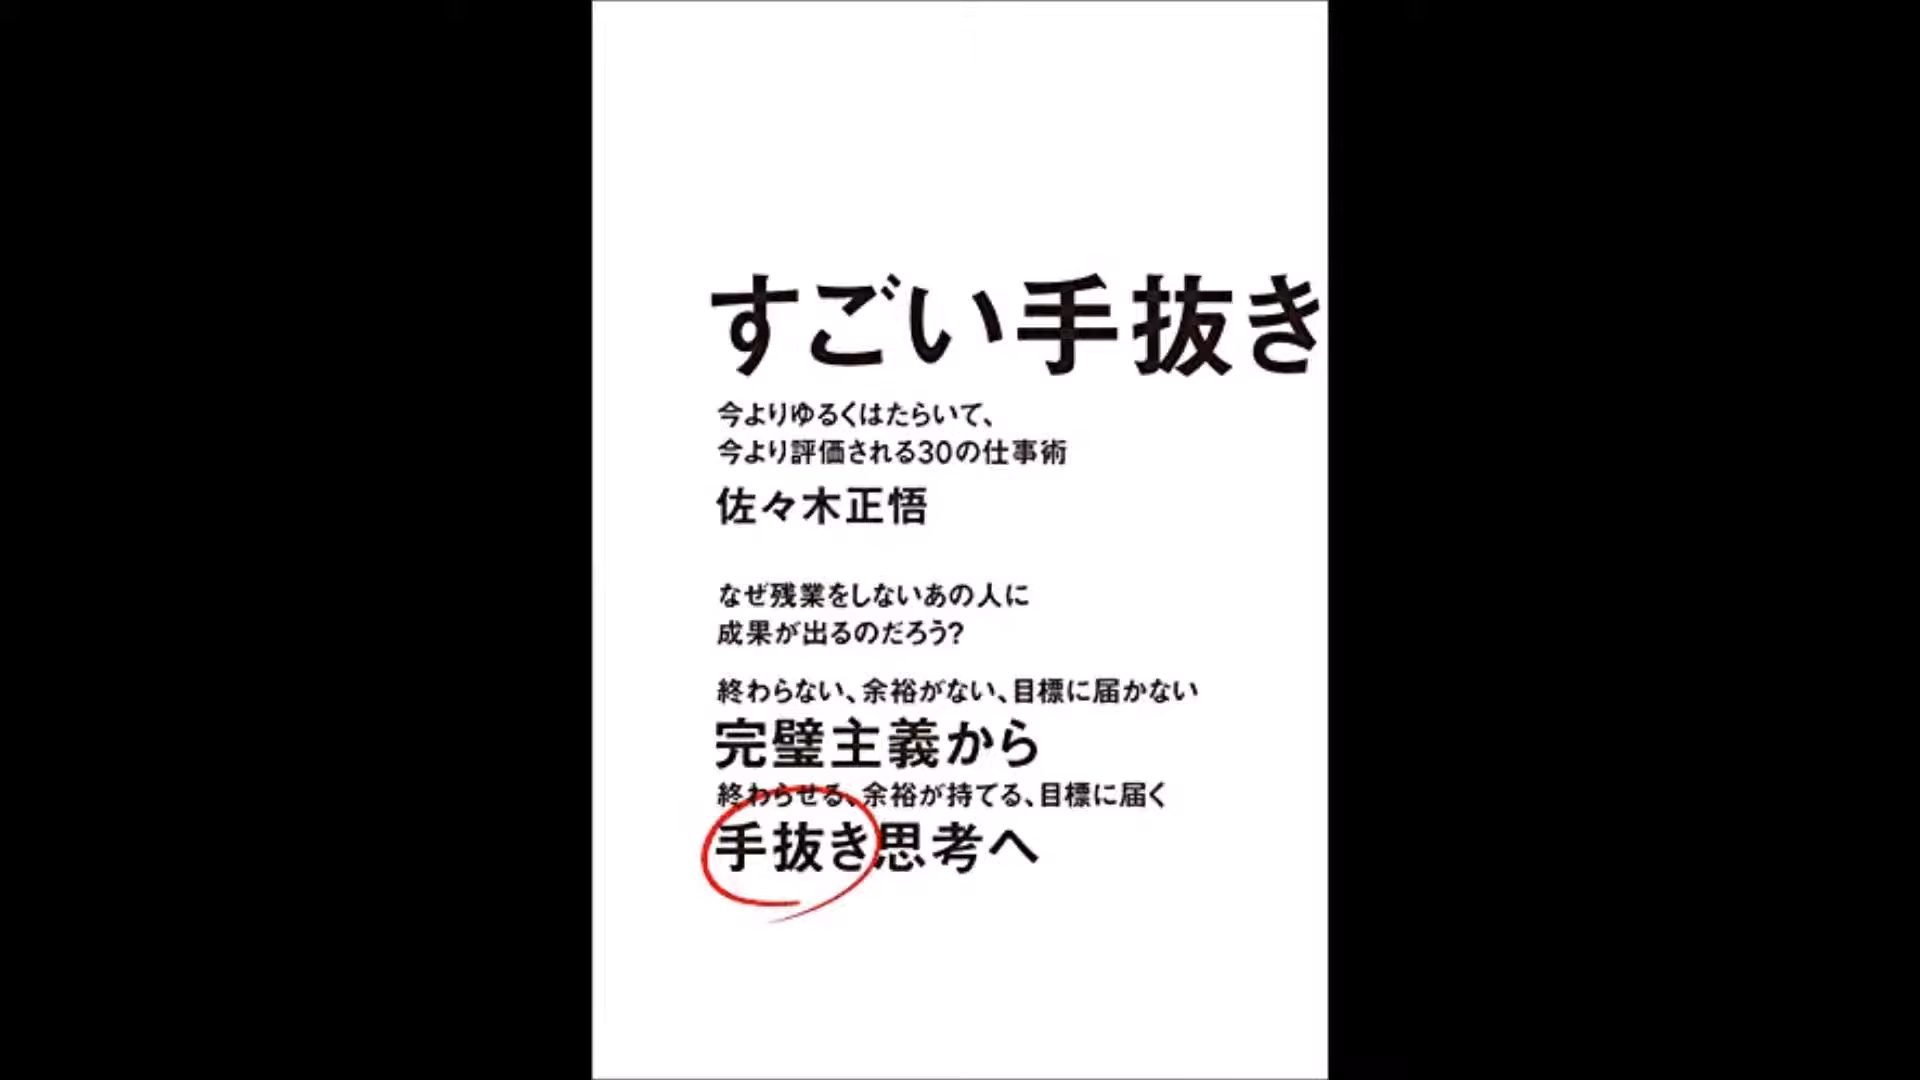 すごい手抜き
今よりゆるくはたらいて、
今より評価される30の仕事術
佐々木正悟
なぜ残業をしないあの人に
成果が出るのだろう?
終わらない、余裕がない、目標に届かない
完璧主義から
終わらせる、余裕が持てる、目標に届く
手抜き思考へ